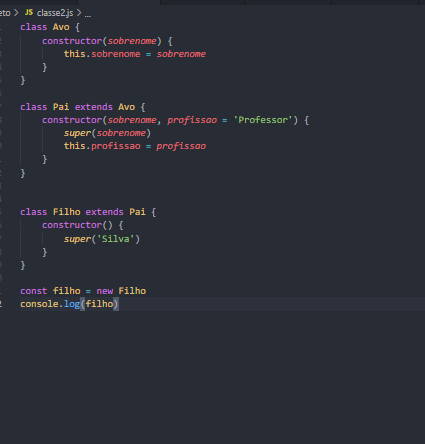 eto > JS classe2.js > ...
class Avo {
    constructor(sobrenome) {
        this.sobrenome = sobrenome
    }
}
class Pai extends Avo {
    constructor(sobrenome, profissao = 'Professor') {
        super(sobrenome)
        this.profissao = profissao
    }
}
class Filho extends Pai {
    constructor() {
        super('Silva')
    }
}
const filho = new Filho
console.log(filho)